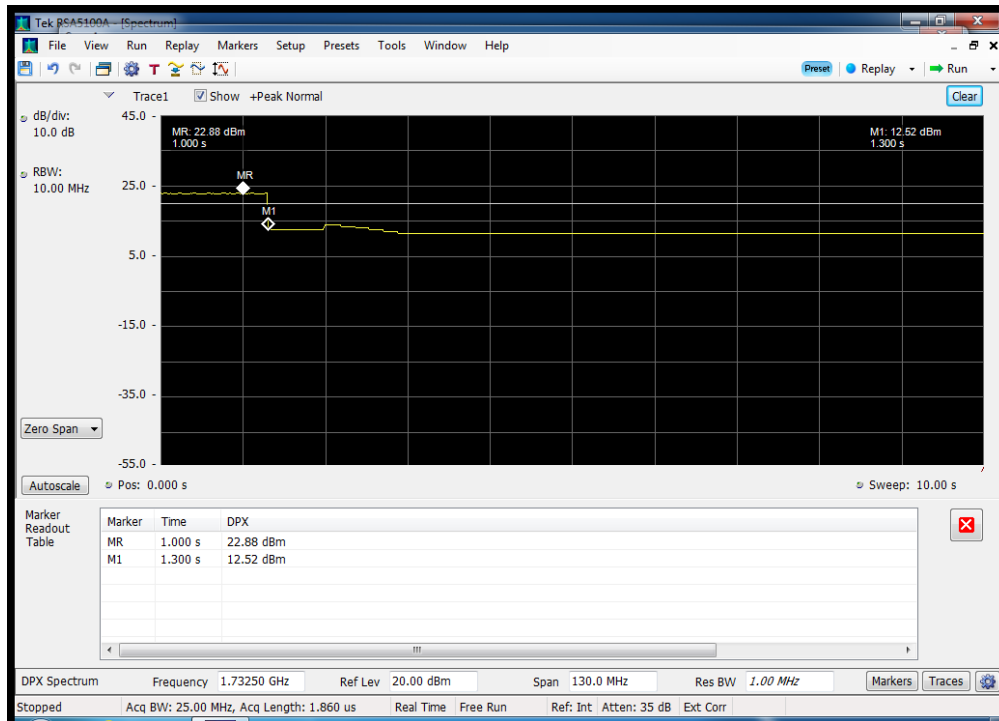 Tek RSA5100A - [Spectrum]
File View Run Replay Markers Setup Presets Tools Window Help
T Preset Replay Run
Trace1 Show +Peak Normal Clear
dB/div:
10.0 dB
RBW:
10.00 MHz
45.0
25.0
5.0
-15.0
-35.0
-55.0
MR: 22.88 dBm
1.000 s
M1: 12.52 dBm
1.300 s
MR
M1
Zero Span
Autoscale Pos: 0.000 s Sweep: 10.00 s
Marker
Readout
Table
Marker Time DPX
MR 1.000 s 22.88 dBm
M1 1.300 s 12.52 dBm
DPX Spectrum Frequency 1.73250 GHz Ref Lev 20.00 dBm Span 130.0 MHz Res BW 1.00 MHz Markers Traces
Stopped Acq BW: 25.00 MHz, Acq Length: 1.860 us Real Time Free Run Ref: Int Atten: 35 dB Ext Corr